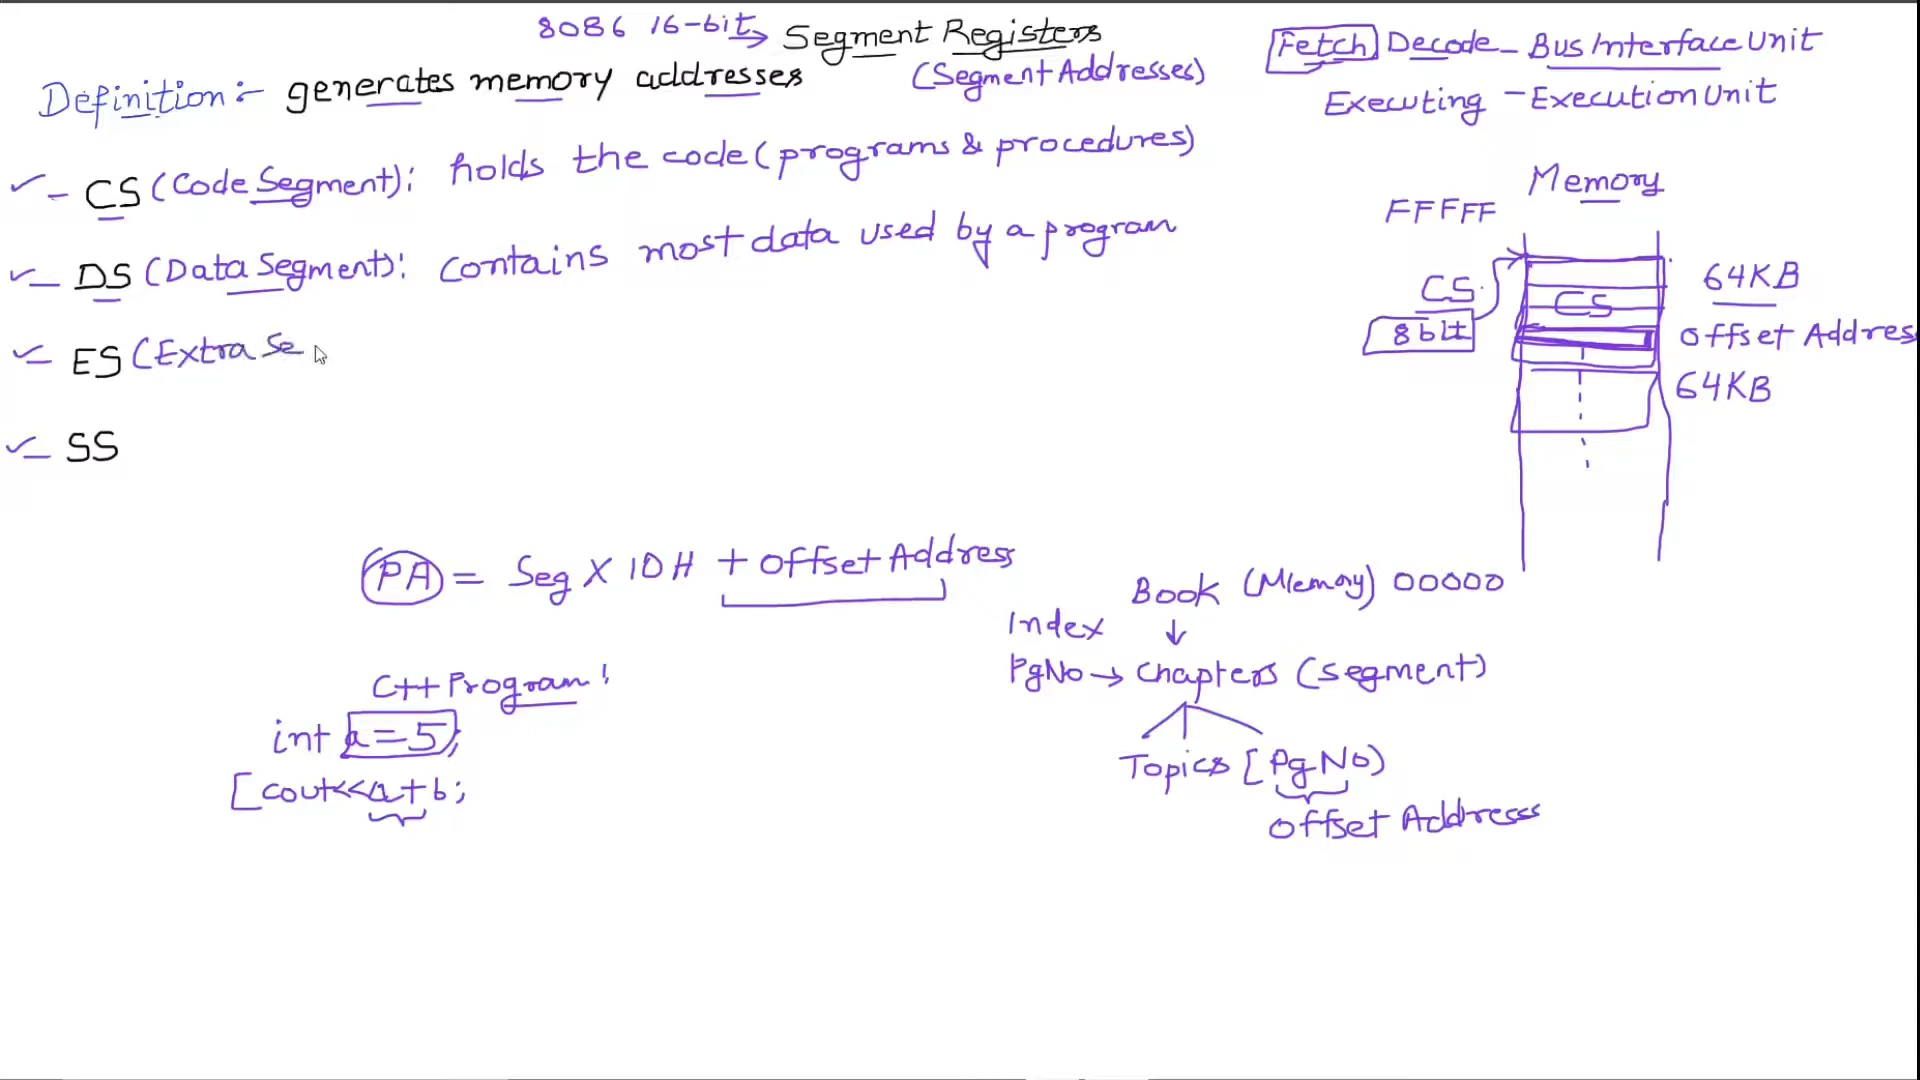 8086 16-bit → Segment Registers
(Segment Addresses)
Definition:- generates memory addresses
Fetch Decode - Bus Interface Unit
Executing - Execution Unit
- CS (Code Segment): holds the code (programs & procedures)
- DS (Data Segment): contains most data used by a program
- ES (Extra Se
- SS
Memory
FFFFF
CS
8 bit
CS
64KB
offset Addres
64KB
PA = Seg X 10H + offset Address
Book (Memory) 00000
Index
PgNo → Chapters (Segment)
Topics [PgNo)
offset Addresss
C++ Program:
int a=5;
[cout<<a+b;